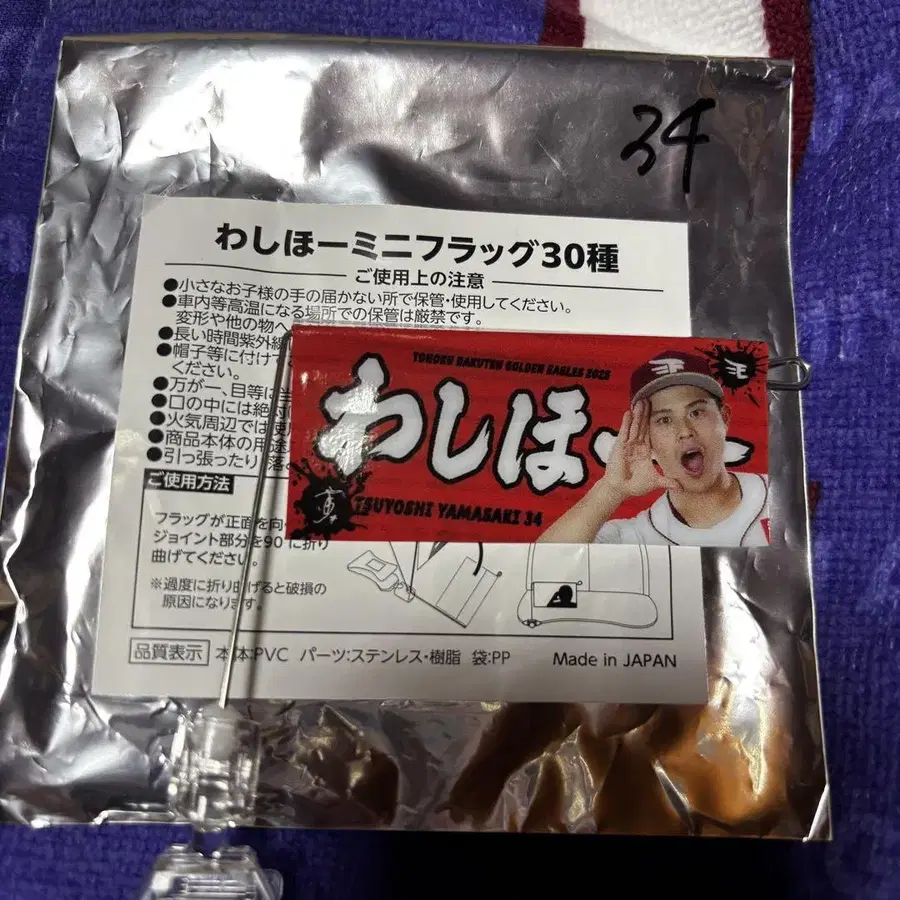 34
わしほーミニフラッグ30種
ご使用上の注意
●小さなお子様の手の届かない所で保管・使用してください。
●車内等高温になる場所での保管は厳禁です。
変形や他の物へ
●長い時間紫外線
●帽子等に付けて
ください。
●万が一、目等に
●口の中には絶対
●火気周辺では使
●商品本体の用途
●引っ張ったり
TOHOKU RAKUTEN GOLDEN EAGLES 2025
わしほー
TSUYOSHI YAMASAKI 34
ご使用方法
フラッグが正面を向
ジョイント部分を90°に折り
曲げてください。
※過度に折り曲げると破損の
原因になります。
品質表示 本体:PVC パーツ:ステンレス・樹脂 袋:PP Made in JAPAN